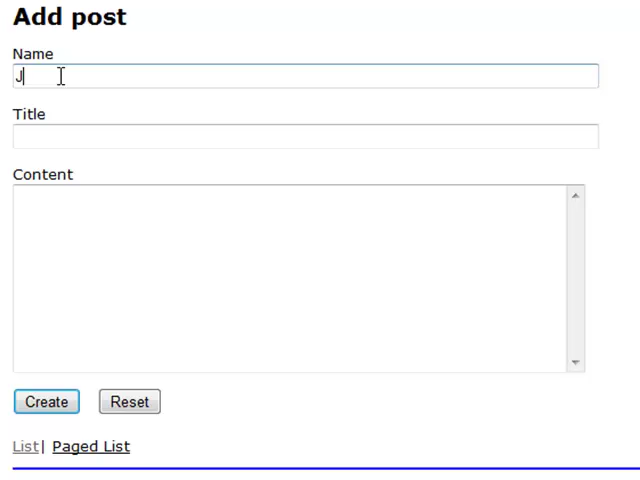 Add post
Name
J
Title
Content
Create Reset
List| Paged List